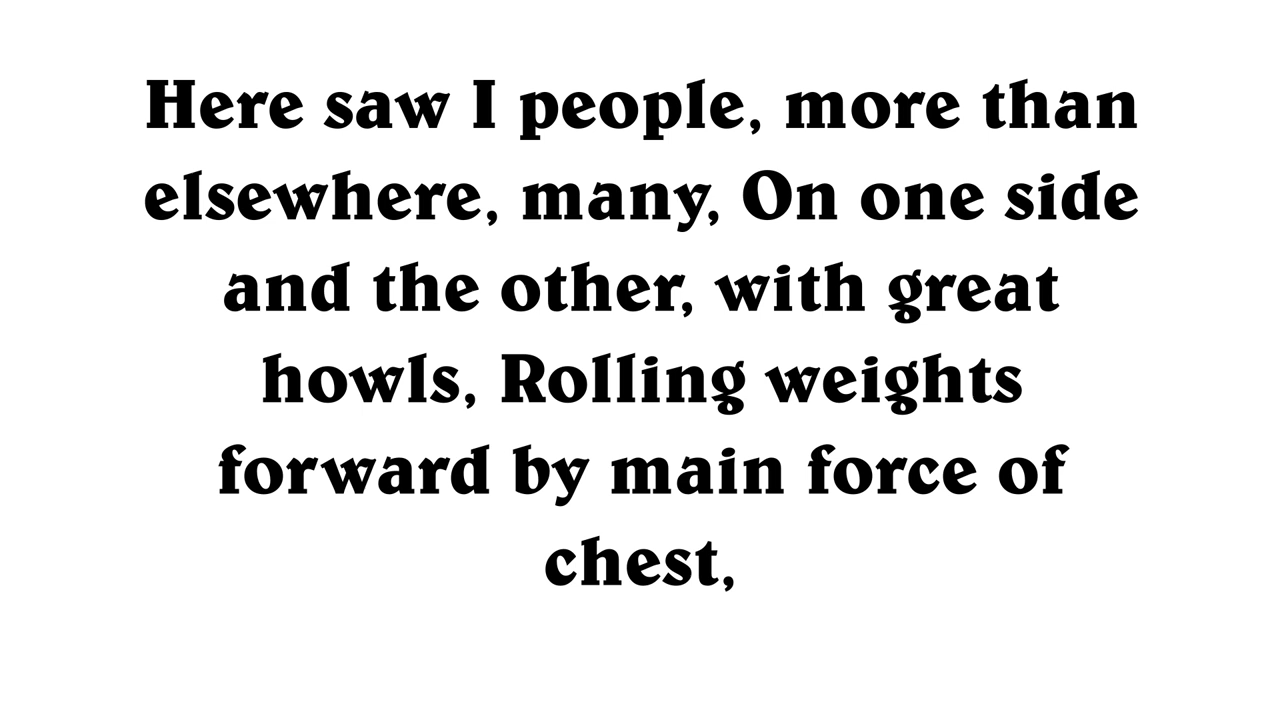 Here saw I people, more than
elsewhere, many, On one side
and the other, with great
howls, Rolling weights
forward by main force of
chest,